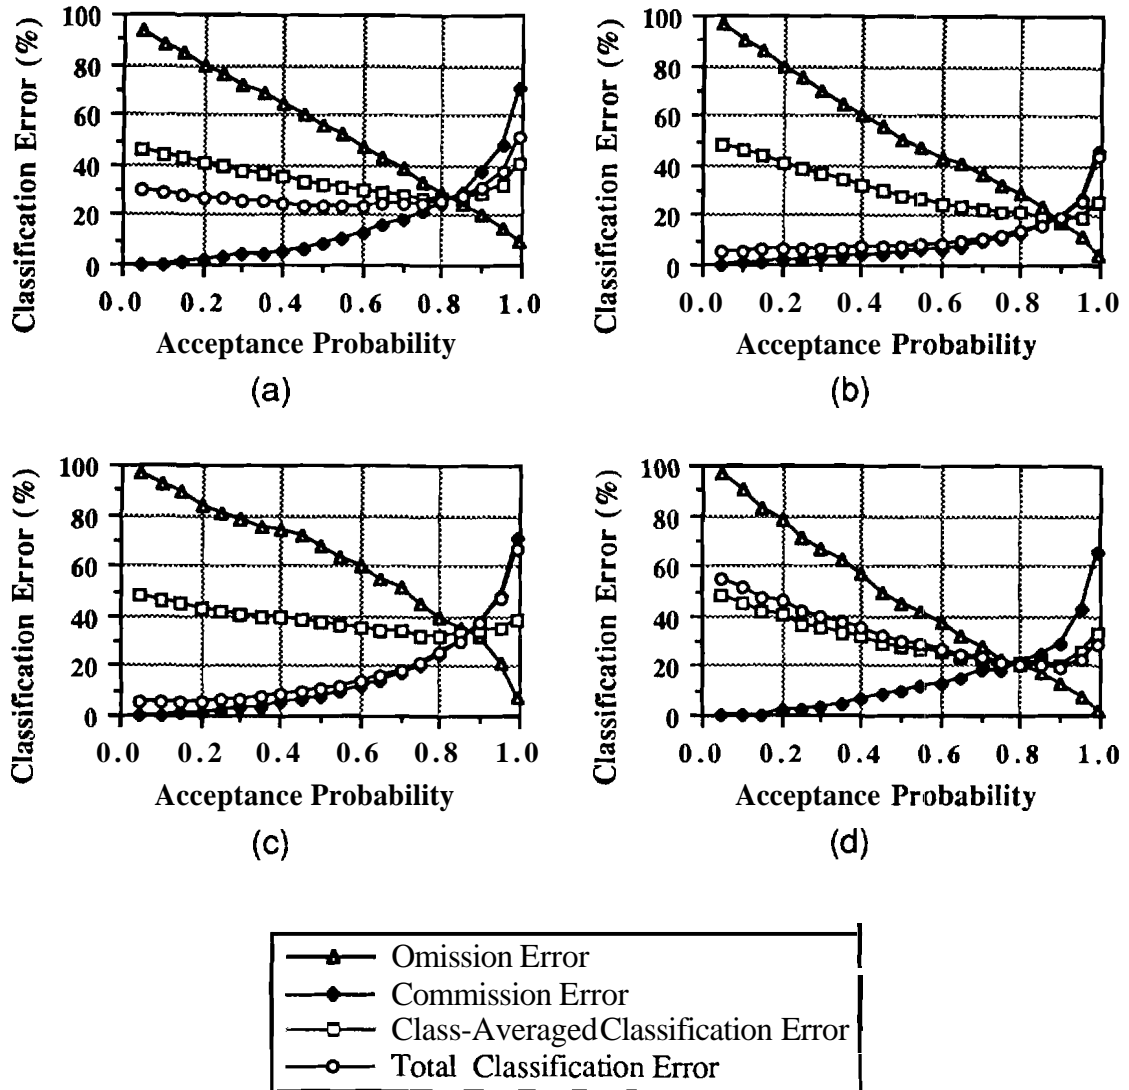 Classification Error (%)
100
80
60
40
20
0
0.0 0.2 0.4 0.6 0.8 1.0
Acceptance Probability
(a)
Classification Error (%)
100
80
60
40
20
0
0.0 0.2 0.4 0.6 0.8 1.0
Acceptance Probability
(b)
Classification Error (%)
100
80
60
40
20
0
0.0 0.2 0.4 0.6 0.8 1.0
Acceptance Probability
(c)
Classification Error (%)
100
80
60
40
20
0
0.0 0.2 0.4 0.6 0.8 1.0
Acceptance Probability
(d)
Omission Error
Commission Error
Class-Averaged Classification Error
Total Classification Error